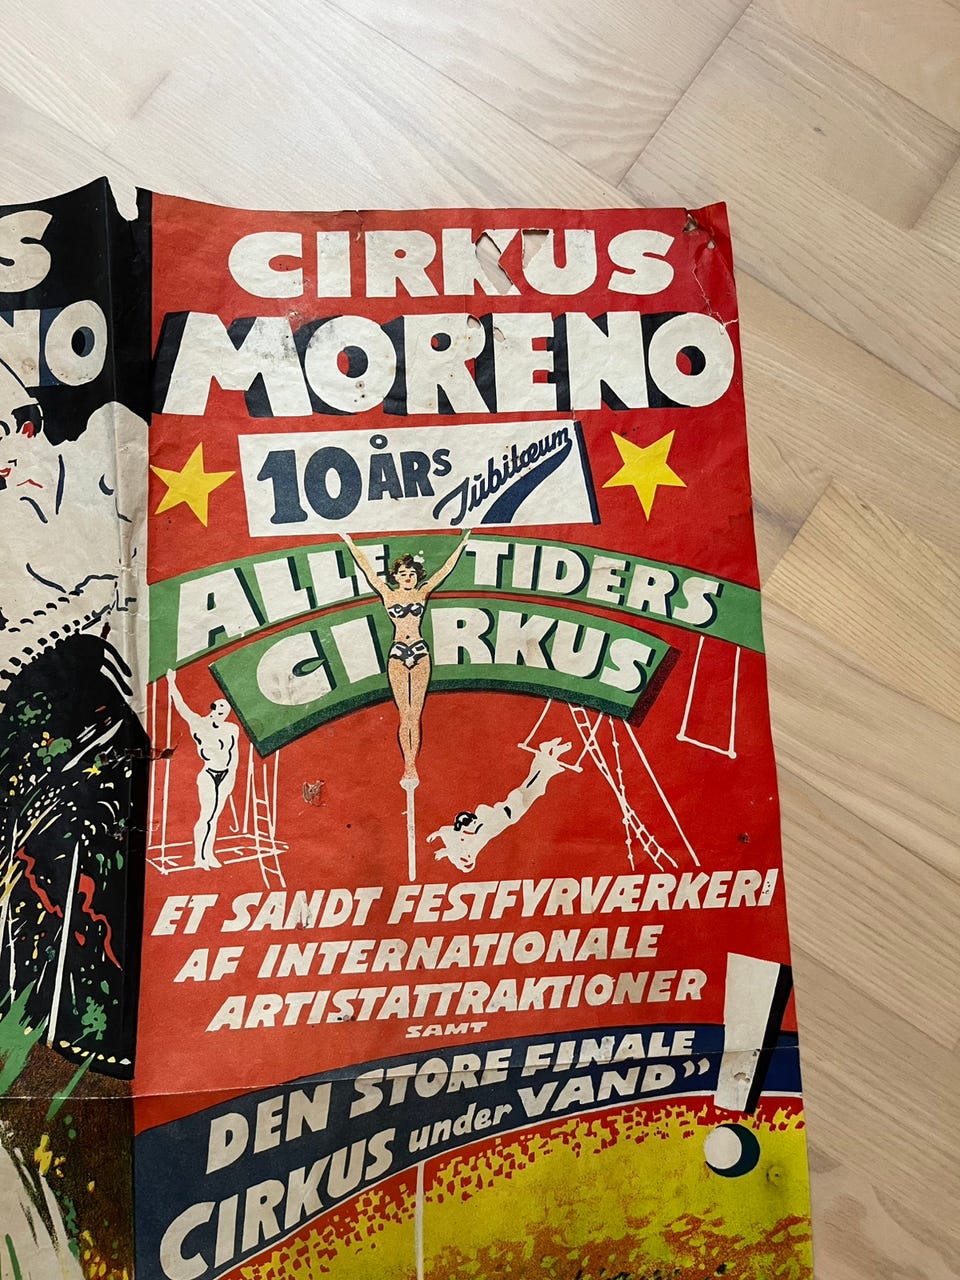 S
NO
CIRKUS
MORENO
10 ÅRS Jubilæum
ALLE TIDERS
CIRKUS
ET SANDT FESTFYRVÆRKERI
AF INTERNATIONALE
ARTISTATTRAKTIONER
SAMT
DEN STORE FINALE
CIRKUS under VAND” !